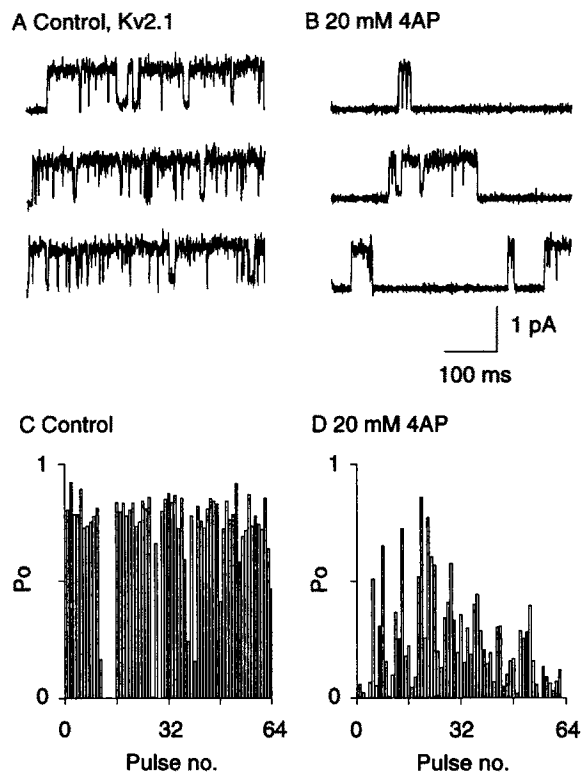 A Control, Kv2.1
B 20 mM 4AP
1 pA
100 ms
C Control
D 20 mM 4AP
1
Po
0
0
32
64
Pulse no.
1
Po
0
0
32
64
Pulse no.